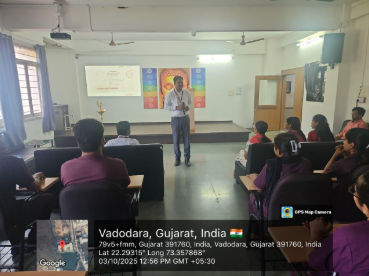 GPS Map Camera
Google
Vadodara, Gujarat, India 🇮🇳
79v5+fmm, Gujarat 391760, India, Vadodara, Gujarat 391760, India
Lat 22.29315° Long 73.357868°
03/10/2025 12:56 PM GMT +05:30